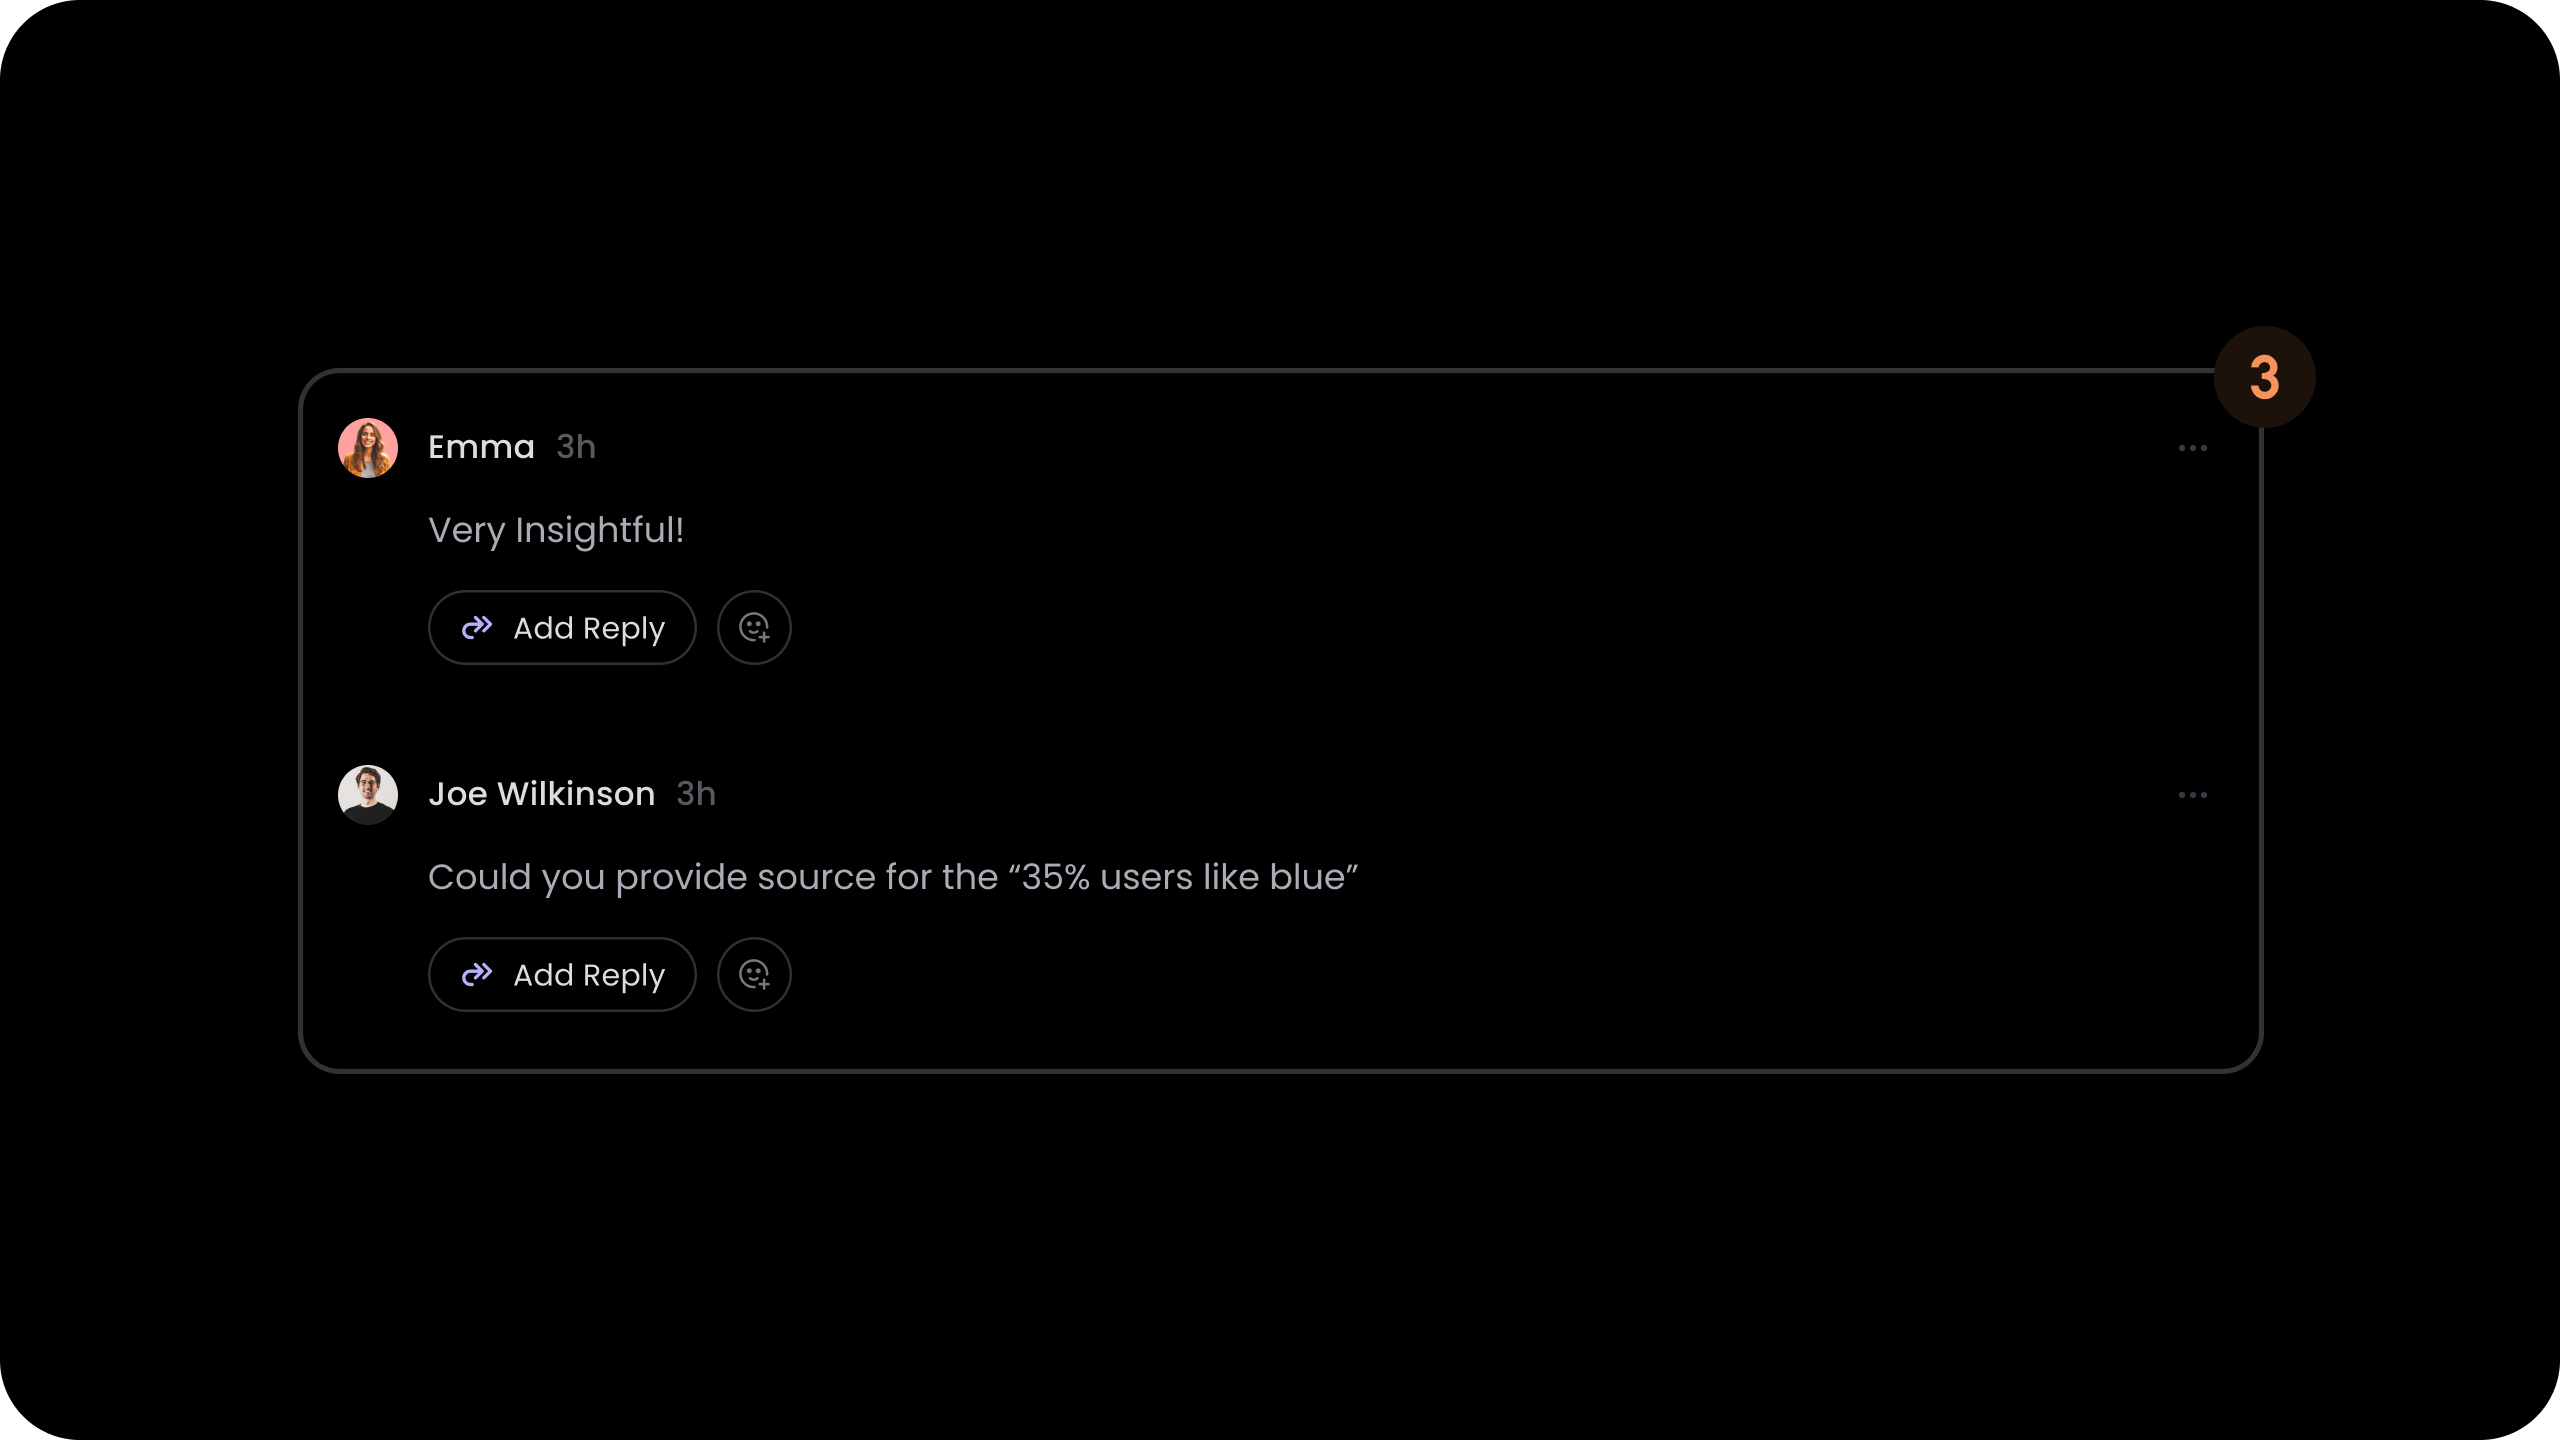 3
Emma 3h
Very Insightful!
Add Reply
Joe Wilkinson 3h
Could you provide source for the “35% users like blue”
Add Reply